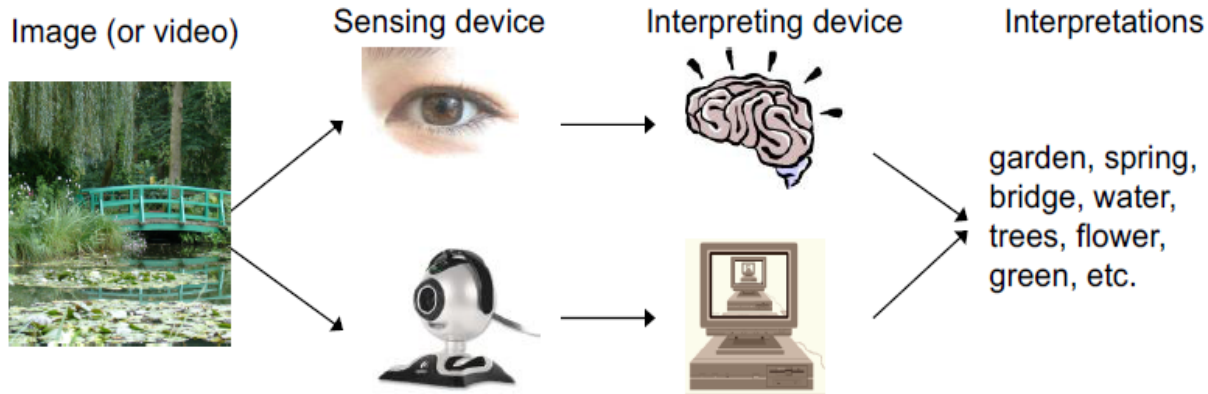 Image (or video)
Sensing device
Interpreting device
Interpretations
garden, spring,
bridge, water,
trees, flower,
green, etc.